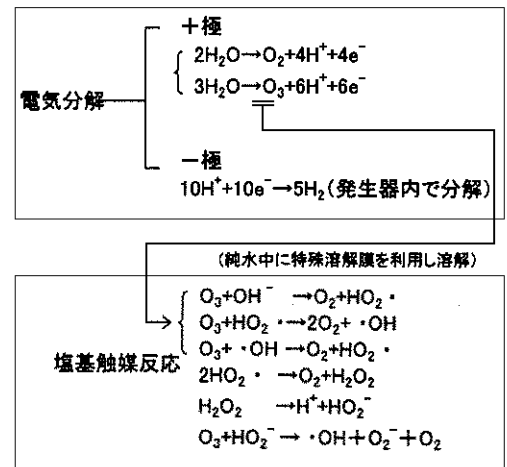 ＋極
2H₂O→O₂+4H⁺+4e⁻
3H₂O→O₃+6H⁺+6e⁻
電気分解
－極
10H⁺+10e⁻→5H₂(発生器内で分解)
(純水中に特殊溶解膜を利用し溶解)
O₃+OH⁻ →O₂+HO₂・
O₃+HO₂・→2O₂+・OH
O₃+・OH→O₂+HO₂・
塩基触媒反応
2HO₂・ →O₂+H₂O₂
H₂O₂ →H⁺+HO₂⁻
O₃+HO₂⁻→・OH＋O₂⁻＋O₂